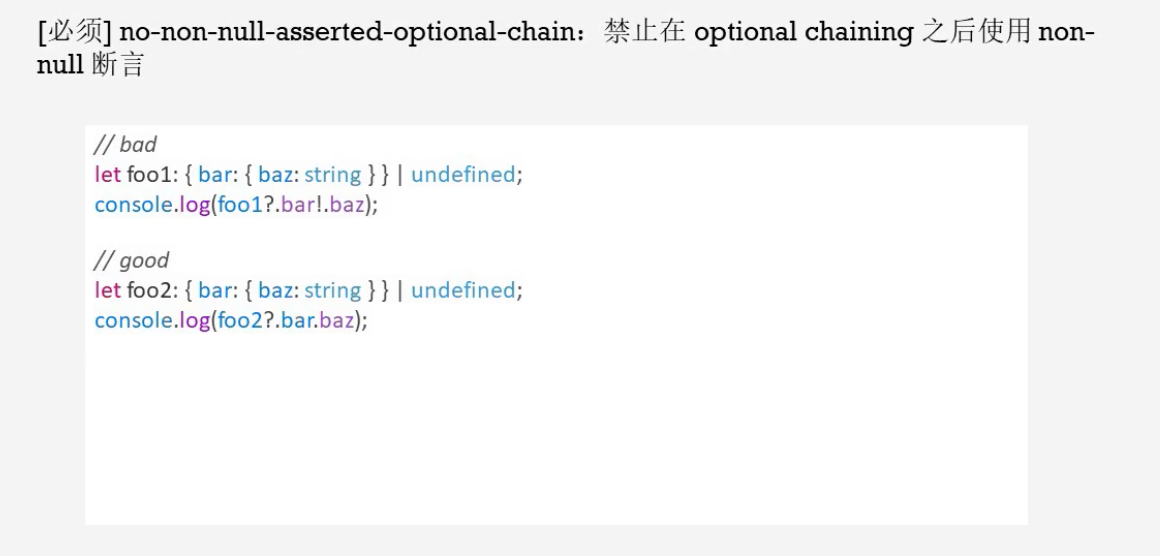 [必须] no-non-null-asserted-optional-chain：禁止在 optional chaining 之后使用 non-
null 断言
// bad
let foo1: { bar: { baz: string } } | undefined;
console.log(foo1?.bar!.baz);
// good
let foo2: { bar: { baz: string } } | undefined;
console.log(foo2?.bar.baz);